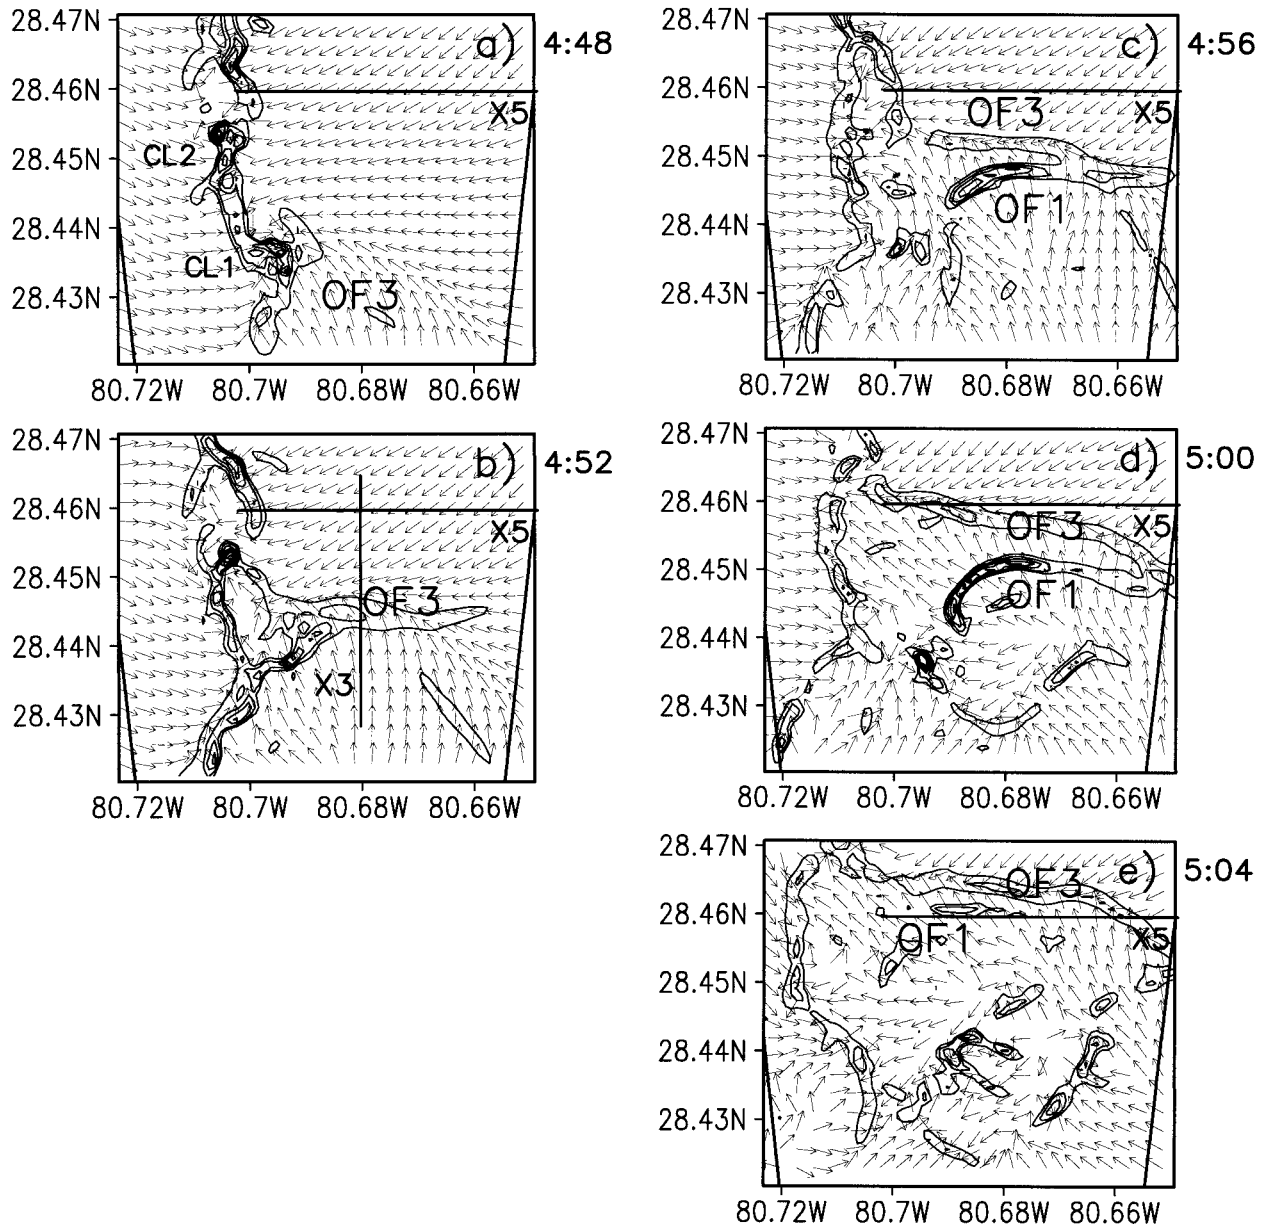 28.47N
a) 4:48
28.46N
X5
CL2
28.45N
28.44N
CL1
OF3
28.43N
80.72W 80.7W 80.68W 80.66W
28.47N
b) 4:52
28.46N
X5
28.45N
OF3
28.44N
X3
28.43N
80.72W 80.7W 80.68W 80.66W
28.47N
c) 4:56
28.46N
OF3 X5
28.45N
OF1
28.44N
28.43N
80.72W 80.7W 80.68W 80.66W
28.47N
d) 5:00
28.46N
OF3 X5
28.45N
OF1
28.44N
28.43N
80.72W 80.7W 80.68W 80.66W
28.47N
OF3 e) 5:04
28.46N
OF1 X5
28.45N
28.44N
28.43N
80.72W 80.7W 80.68W 80.66W